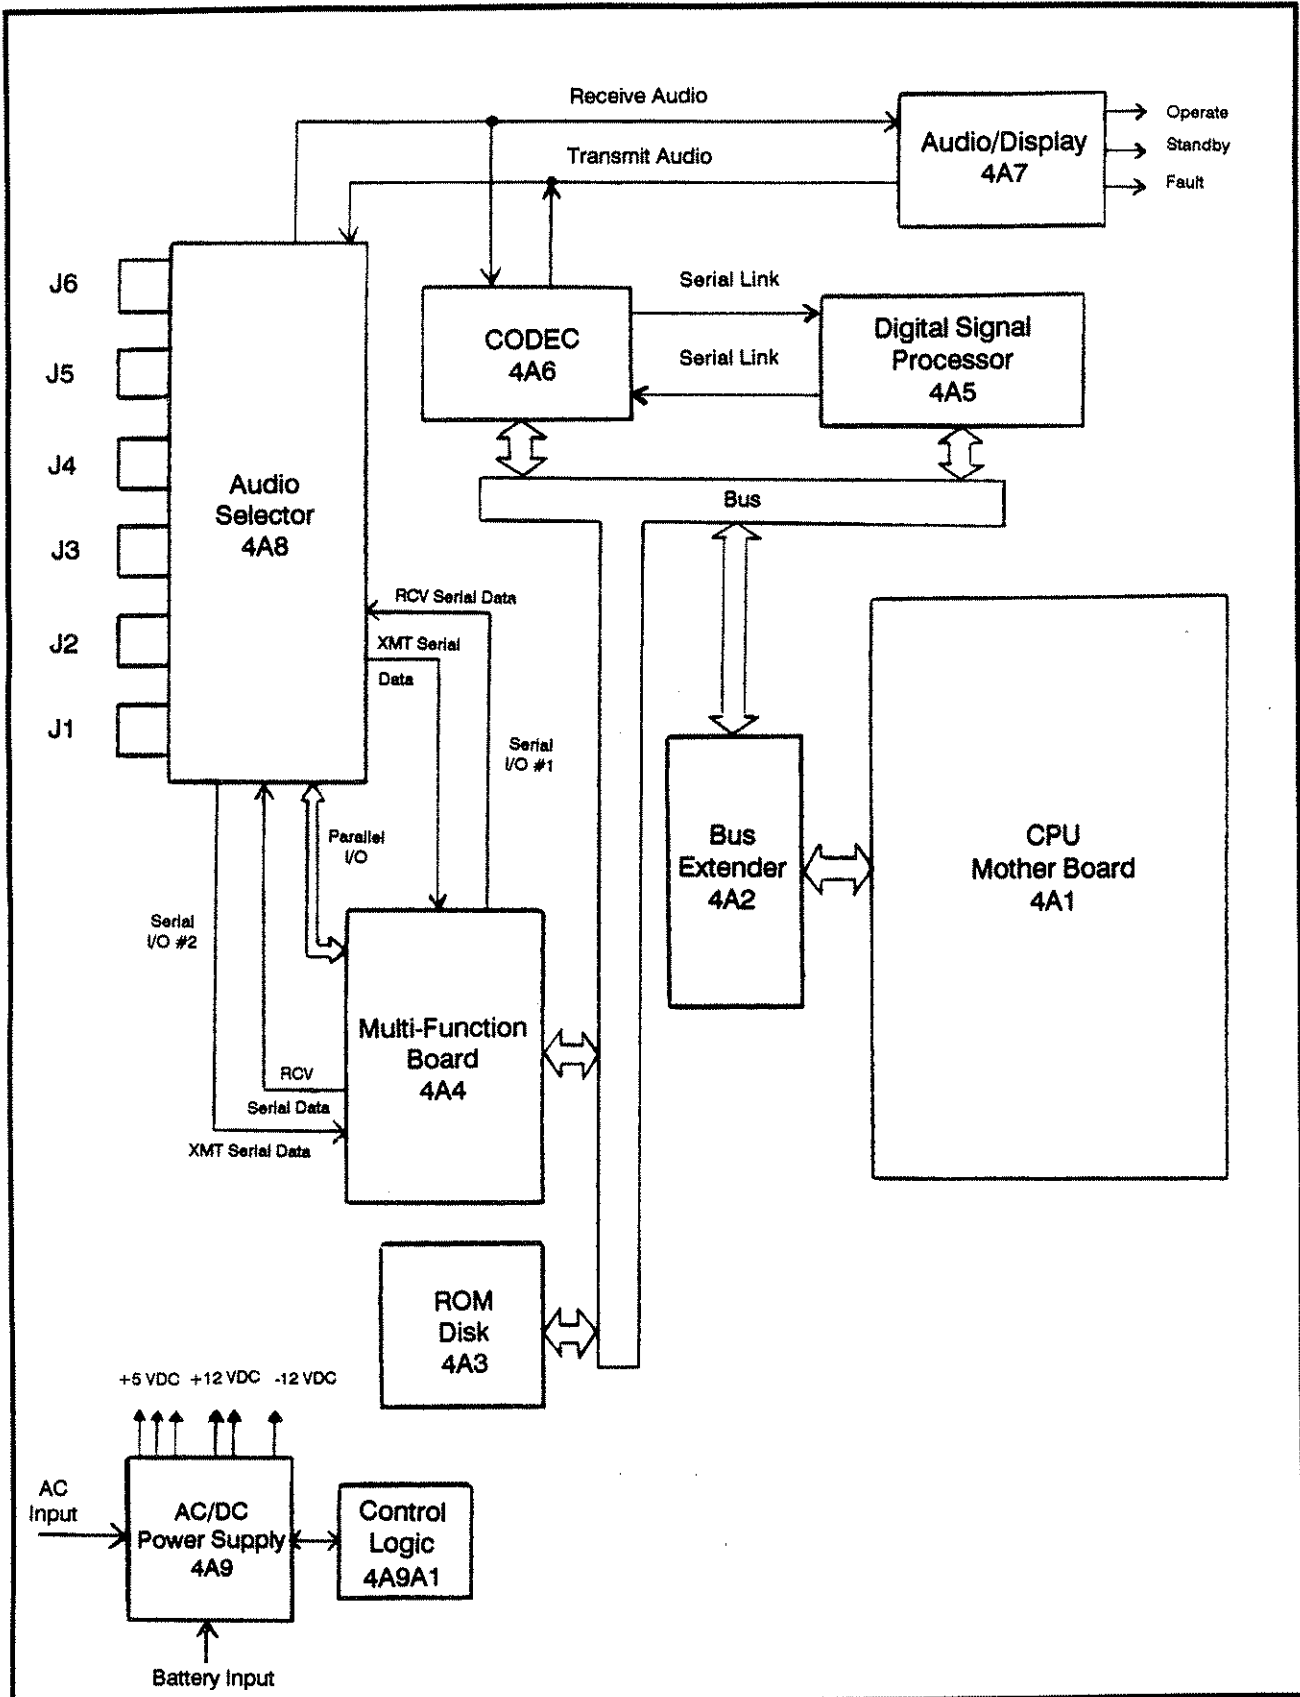 Receive Audio
Transmit Audio
Audio/Display
4A7
Operate
Standby
Fault
J6
J5
J4
J3
J2
J1
Audio
Selector
4A8
CODEC
4A6
Serial Link
Serial Link
Digital Signal
Processor
4A5
Bus
RCV Serial Data
XMT Serial
Data
Serial
I/O #1
Parallel
I/O
Serial
I/O #2
Bus
Extender
4A2
CPU
Mother Board
4A1
Multi-Function
Board
4A4
RCV
Serial Data
XMT Serial Data
ROM
Disk
4A3
+5 VDC
+12 VDC
-12 VDC
AC
Input
AC/DC
Power Supply
4A9
Control
Logic
4A9A1
Battery Input